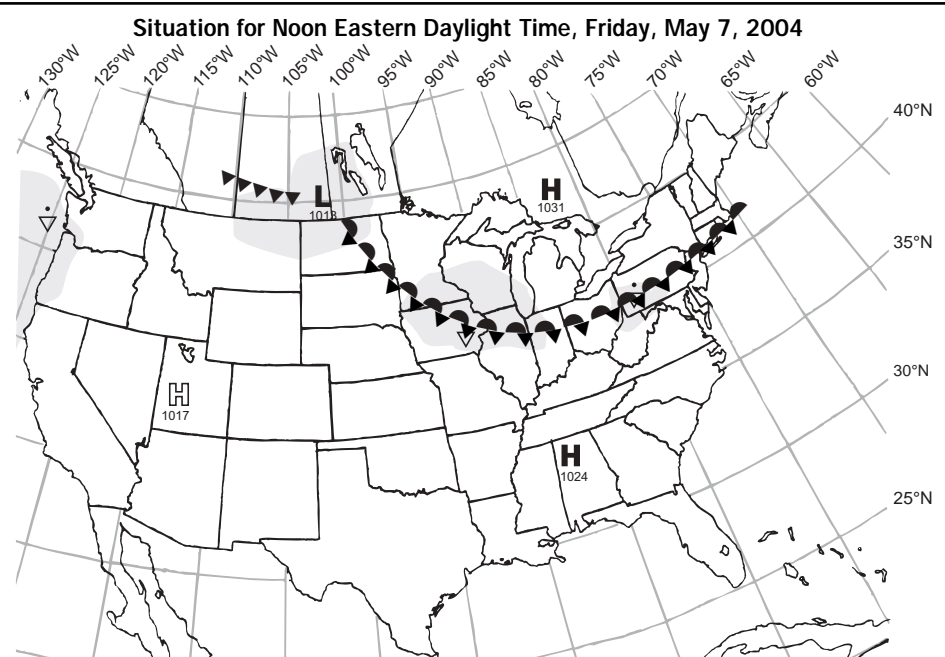 Situation for Noon Eastern Daylight Time, Friday, May 7, 2004
130°W 125°W 120°W 115°W 110°W 105°W 100°W 95°W 90°W 85°W 80°W 75°W 70°W 65°W 60°W
40°N
H
1031
L
1013
35°N
30°N
H
1017
H
1024
25°N